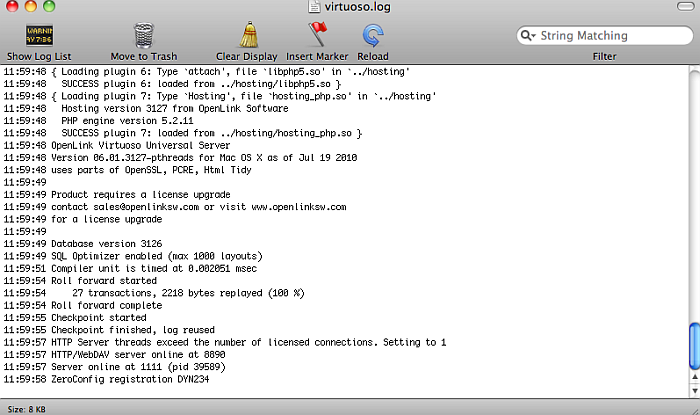 virtuoso.log
WARNIN
AY 7:36
Show Log List
Move to Trash
Clear Display
Insert Marker
Reload
String Matching
Filter
11:59:48 { Loading plugin 6: Type `attach', file `libphp5.so' in `../hosting'
11:59:48   SUCCESS plugin 6: loaded from ../hosting/libphp5.so }
11:59:48 { Loading plugin 7: Type `Hosting', file `hosting_php.so' in `../hosting'
11:59:48   Hosting version 3127 from OpenLink Software
11:59:48   PHP engine version 5.2.11
11:59:48   SUCCESS plugin 7: loaded from ../hosting/hosting_php.so }
11:59:48 OpenLink Virtuoso Universal Server
11:59:48 Version 06.01.3127-pthreads for Mac OS X as of Jul 19 2010
11:59:48 uses parts of OpenSSL, PCRE, Html Tidy
11:59:49
11:59:49 Product requires a license upgrade
11:59:49 contact sales@openlinksw.com or visit www.openlinksw.com
11:59:49 for a license upgrade
11:59:49
11:59:49 Database version 3126
11:59:49 SQL Optimizer enabled (max 1000 layouts)
11:59:51 Compiler unit is timed at 0.002051 msec
11:59:54 Roll forward started
11:59:54     27 transactions, 2218 bytes replayed (100 %)
11:59:54 Roll forward complete
11:59:55 Checkpoint started
11:59:55 Checkpoint finished, log reused
11:59:57 HTTP Server threads exceed the number of licensed connections. Setting to 1
11:59:57 HTTP/WebDAV server online at 8890
11:59:57 Server online at 1111 (pid 39589)
11:59:58 ZeroConfig registration DYN234
Size: 8 KB